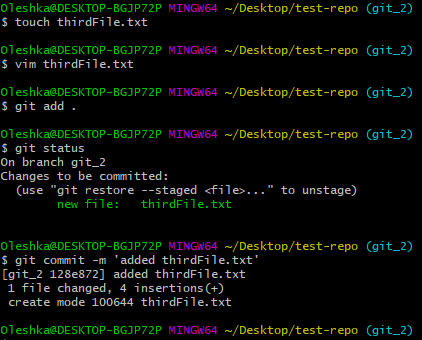 Oleshka@DESKTOP-BGJP72P MINGW64 ~/Desktop/test-repo (git_2)
$ touch thirdFile.txt
Oleshka@DESKTOP-BGJP72P MINGW64 ~/Desktop/test-repo (git_2)
$ vim thirdFile.txt
Oleshka@DESKTOP-BGJP72P MINGW64 ~/Desktop/test-repo (git_2)
$ git add .
Oleshka@DESKTOP-BGJP72P MINGW64 ~/Desktop/test-repo (git_2)
$ git status
On branch git_2
Changes to be committed:
  (use "git restore --staged <file>..." to unstage)
        new file:   thirdFile.txt
Oleshka@DESKTOP-BGJP72P MINGW64 ~/Desktop/test-repo (git_2)
$ git commit -m 'added thirdFile.txt'
[git_2 128e872] added thirdFile.txt
 1 file changed, 4 insertions(+)
 create mode 100644 thirdFile.txt
Oleshka@DESKTOP-BGJP72P MINGW64 ~/Desktop/test-repo (git_2)